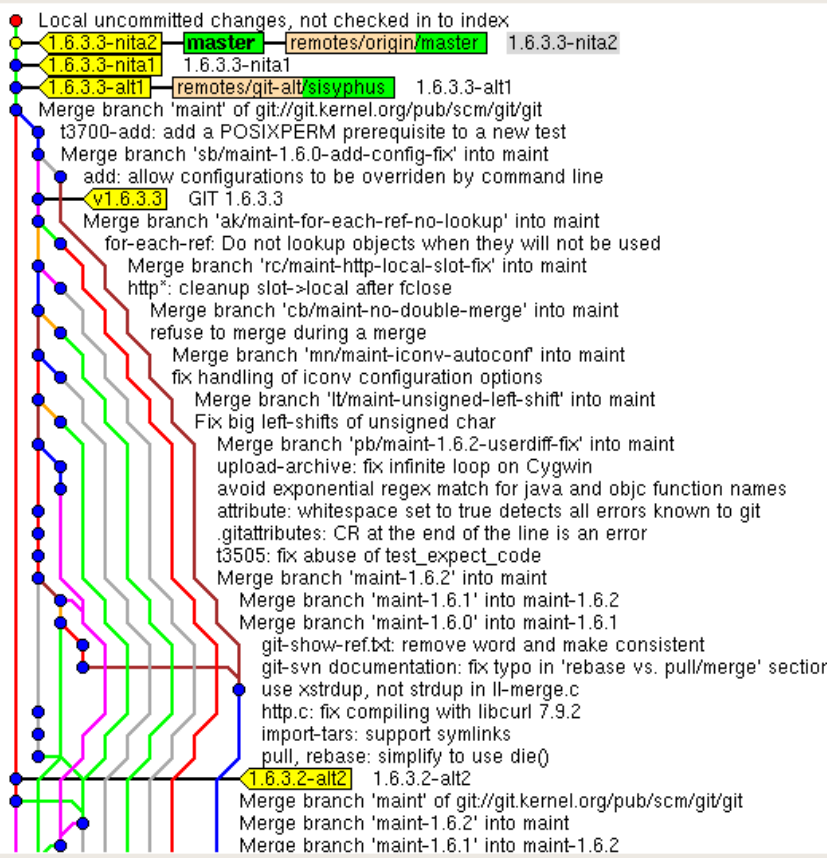 Local uncommitted changes, not checked in to index
1.6.3.3-nita2 master remotes/origin/master 1.6.3.3-nita2
1.6.3.3-nita1 1.6.3.3-nita1
1.6.3.3-alt1 remotes/git-alt/sisyphus 1.6.3.3-alt1
Merge branch 'maint' of git://git.kernel.org/pub/scm/git/git
t3700-add: add a POSIXPERM prerequisite to a new test
Merge branch 'sb/maint-1.6.0-add-config-fix' into maint
add: allow configurations to be overriden by command line
v1.6.3.3 GIT 1.6.3.3
Merge branch 'ak/maint-for-each-ref-no-lookup' into maint
for-each-ref: Do not lookup objects when they will not be used
Merge branch 'rc/maint-http-local-slot-fix' into maint
http*: cleanup slot->local after fclose
Merge branch 'cb/maint-no-double-merge' into maint
refuse to merge during a merge
Merge branch 'mn/maint-iconv-autoconf' into maint
fix handling of iconv configuration options
Merge branch 'lt/maint-unsigned-left-shift' into maint
Fix big left-shifts of unsigned char
Merge branch 'pb/maint-1.6.2-userdiff-fix' into maint
upload-archive: fix infinite loop on Cygwin
avoid exponential regex match for java and objc function names
attribute: whitespace set to true detects all errors known to git
.gitattributes: CR at the end of the line is an error
t3505: fix abuse of test_expect_code
Merge branch 'maint-1.6.2' into maint
Merge branch 'maint-1.6.1' into maint-1.6.2
Merge branch 'maint-1.6.0' into maint-1.6.1
git-show-ref.txt: remove word and make consistent
git-svn documentation: fix typo in 'rebase vs. pull/merge' section
use xstrdup, not strdup in ll-merge.c
http.c: fix compiling with libcurl 7.9.2
import-tars: support symlinks
pull, rebase: simplify to use die()
1.6.3.2-alt2 1.6.3.2-alt2
Merge branch 'maint' of git://git.kernel.org/pub/scm/git/git
Merge branch 'maint-1.6.2' into maint
Merge branch 'maint-1.6.1' into maint-1.6.2